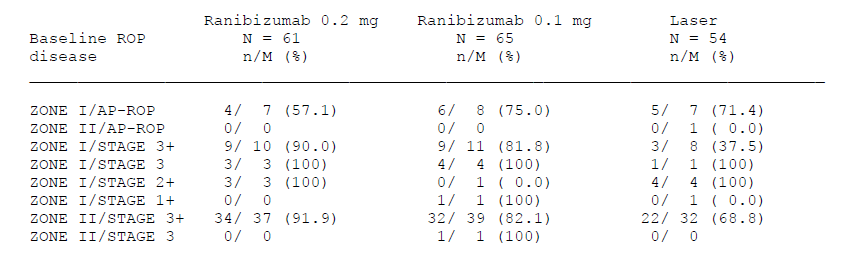 Ranibizumab 0.2 mg Ranibizumab 0.1 mg Laser
Baseline ROP N = 61 N = 65 N = 54
disease n/M (%) n/M (%) n/M (%)
ZONE I/AP-ROP 4/ 7 (57.1) 6/ 8 (75.0) 5/ 7 (71.4)
ZONE II/AP-ROP 0/ 0 0/ 0 0/ 1 ( 0.0)
ZONE I/STAGE 3+ 9/ 10 (90.0) 9/ 11 (81.8) 3/ 8 (37.5)
ZONE I/STAGE 3 3/ 3 (100) 4/ 4 (100) 1/ 1 (100)
ZONE I/STAGE 2+ 3/ 3 (100) 0/ 1 ( 0.0) 4/ 4 (100)
ZONE I/STAGE 1+ 0/ 0 1/ 1 (100) 0/ 1 ( 0.0)
ZONE II/STAGE 3+ 34/ 37 (91.9) 32/ 39 (82.1) 22/ 32 (68.8)
ZONE II/STAGE 3 0/ 0 1/ 1 (100) 0/ 0